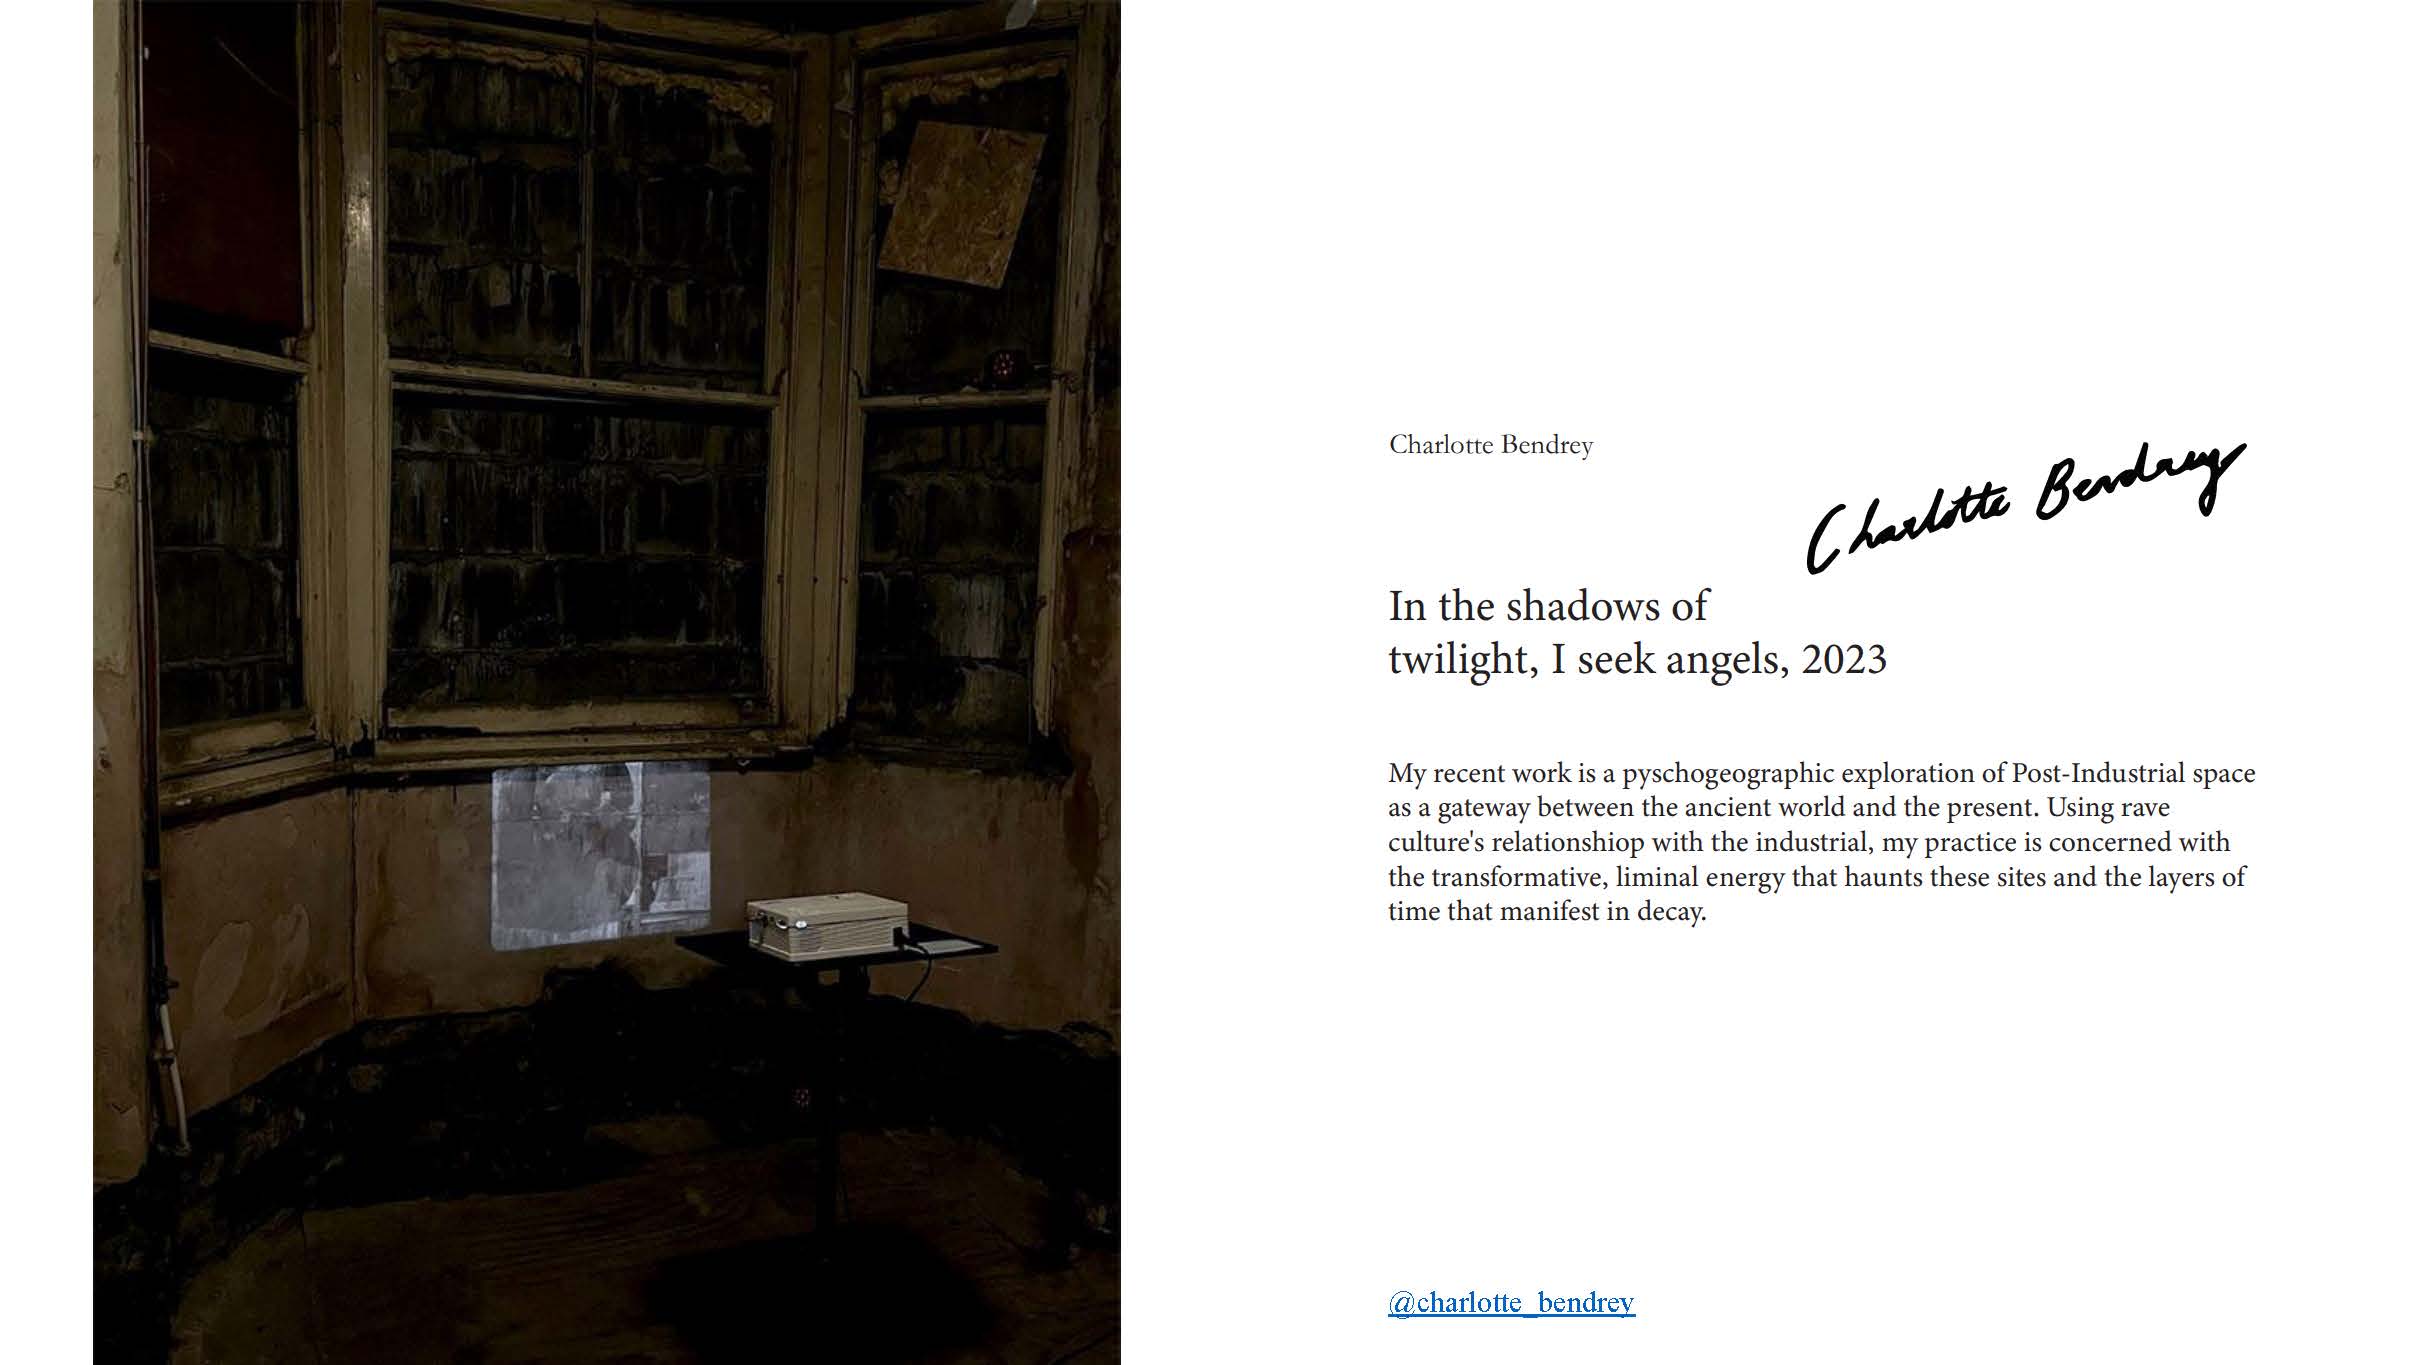 Charlotte Bendrey
Charlotte Bendrey
In the shadows of
twilight, I seek angels, 2023
My recent work is a pyschogeographic exploration of Post-Industrial space
as a gateway between the ancient world and the present. Using rave
culture's relationshiop with the industrial, my practice is concerned with
the transformative, liminal energy that haunts these sites and the layers of
time that manifest in decay.
@charlotte_bendrey